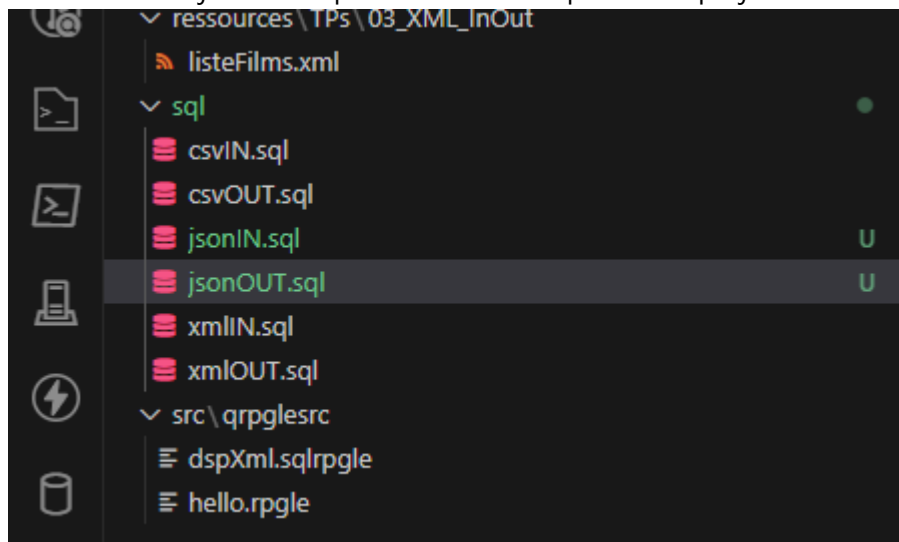 ressources\TPs\03_XML_InOut
listeFilms.xml
sql
csvIN.sql
csvOUT.sql
jsonIN.sql U
jsonOUT.sql U
xmlIN.sql
xmlOUT.sql
src\qrpglesrc
dspXml.sqlrpgle
hello.rpgle